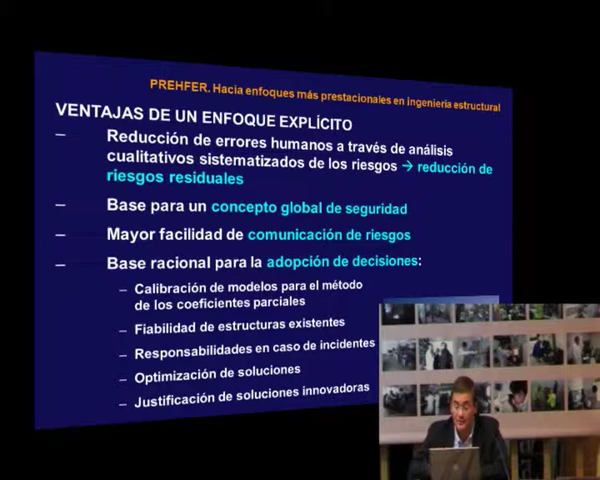 PREHFER. Hacia enfoques más prestacionales en ingeniería estructural
VENTAJAS DE UN ENFOQUE EXPLÍCITO
– Reducción de errores humanos a través de análisis
cualitativos sistematizados de los riesgos → reducción de
riesgos residuales
– Base para un concepto global de seguridad
– Mayor facilidad de comunicación de riesgos
– Base racional para la adopción de decisiones:
– Calibración de modelos para el método
de los coeficientes parciales
– Fiabilidad de estructuras existentes
– Responsabilidades en caso de incidentes
– Optimización de soluciones
– Justificación de soluciones innovadoras